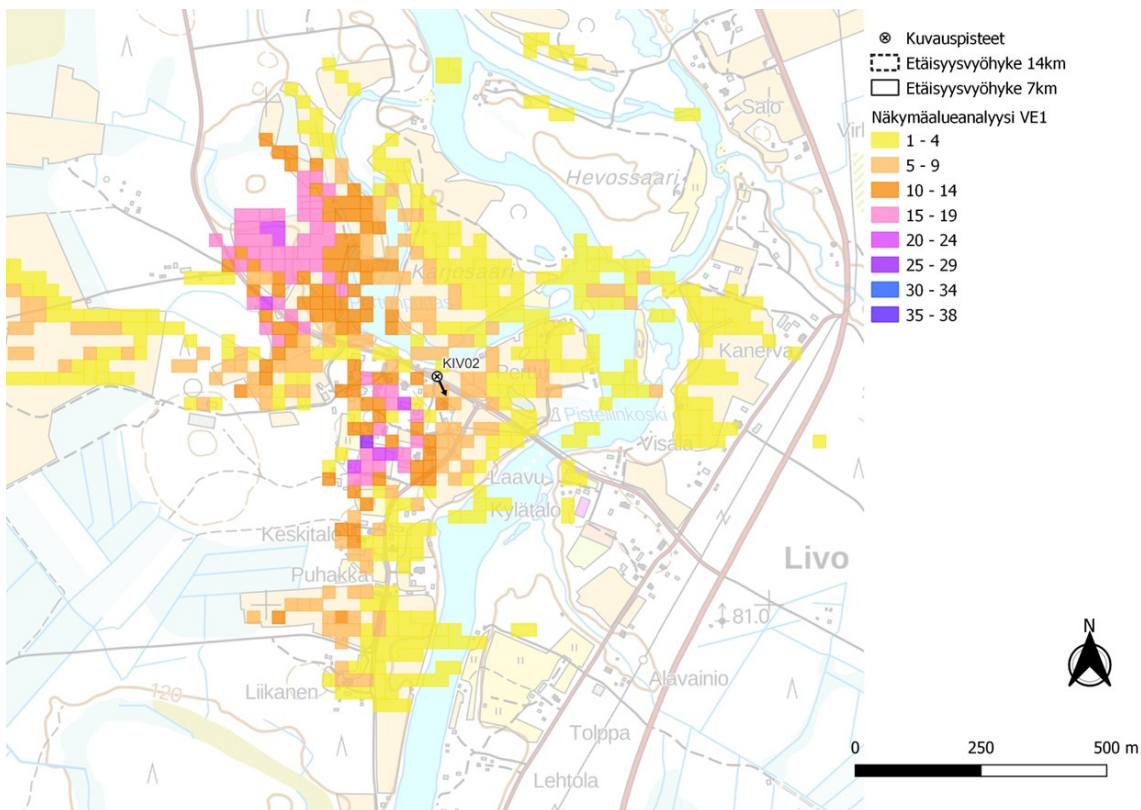 Kuvauspisteet
Etäisyysvyöhyke 14km
Etäisyysvyöhyke 7km
Näkymäalueanalyysi VE1
1 - 4
5 - 9
10 - 14
15 - 19
20 - 24
25 - 29
30 - 34
35 - 38
Salo
Hevossaari
Karjosaari
KIV02
Kanerva
Perttu
Pistellinkoski
Visala
Laavu
Kylätalo
Keskitalo
Puhakka
Livo
81.0
N
Liikanen
Alavainio
120
Tolppa
Lehtola
0 250 500 m